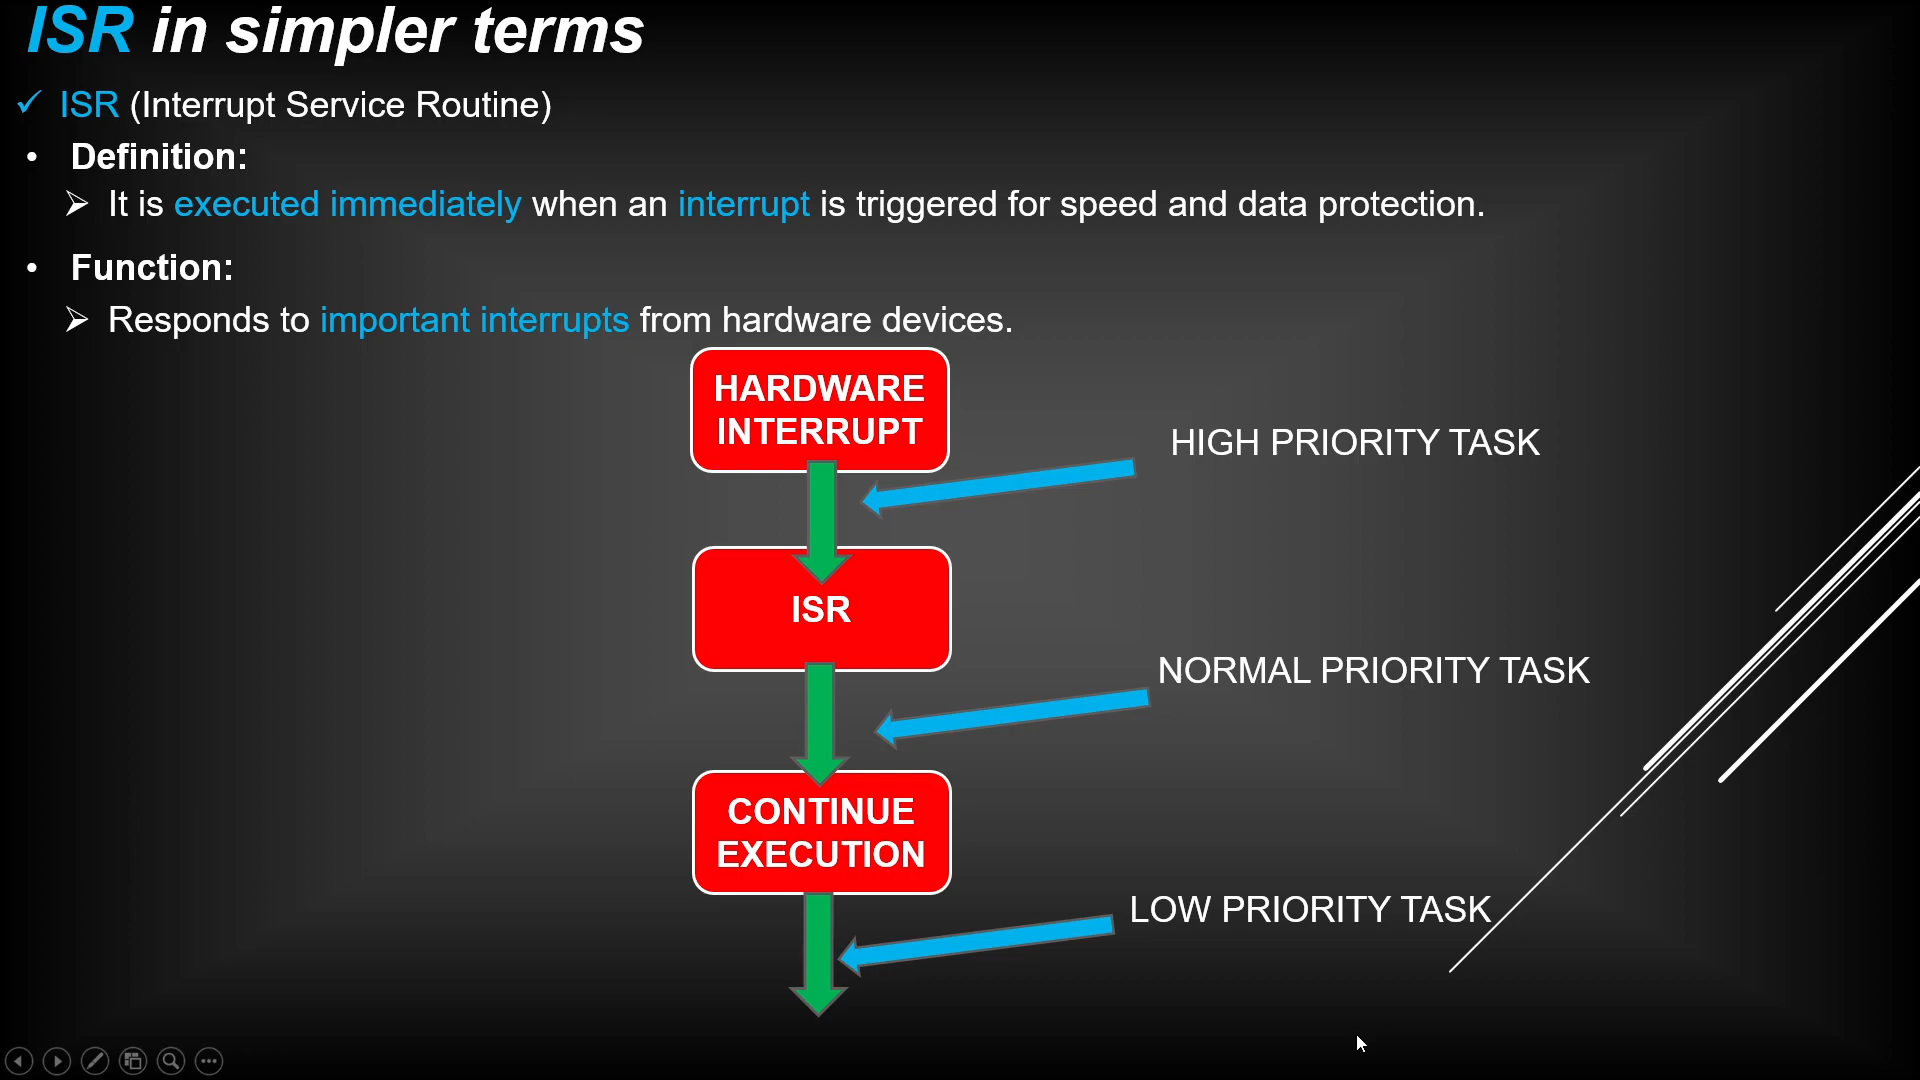 ISR in simpler terms
✓ ISR (Interrupt Service Routine)
• Definition:
➢ It is executed immediately when an interrupt is triggered for speed and data protection.
• Function:
➢ Responds to important interrupts from hardware devices.
HARDWARE
INTERRUPT
HIGH PRIORITY TASK
ISR
NORMAL PRIORITY TASK
CONTINUE
EXECUTION
LOW PRIORITY TASK